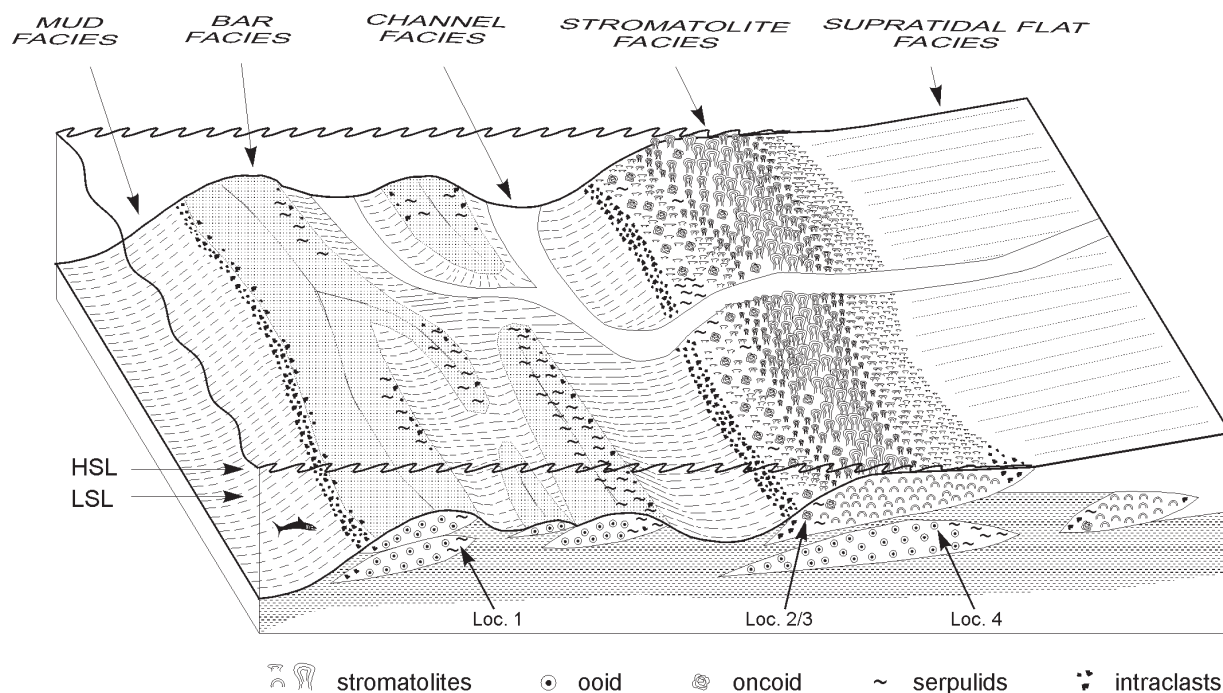 MUD FACIES
BAR FACIES
CHANNEL FACIES
STROMATOLITE FACIES
SUPRATIDAL FLAT FACIES
HSL
LSL
Loc. 1
Loc. 2/3
Loc. 4
stromatolites
ooid
oncoid
serpulids
intraclasts